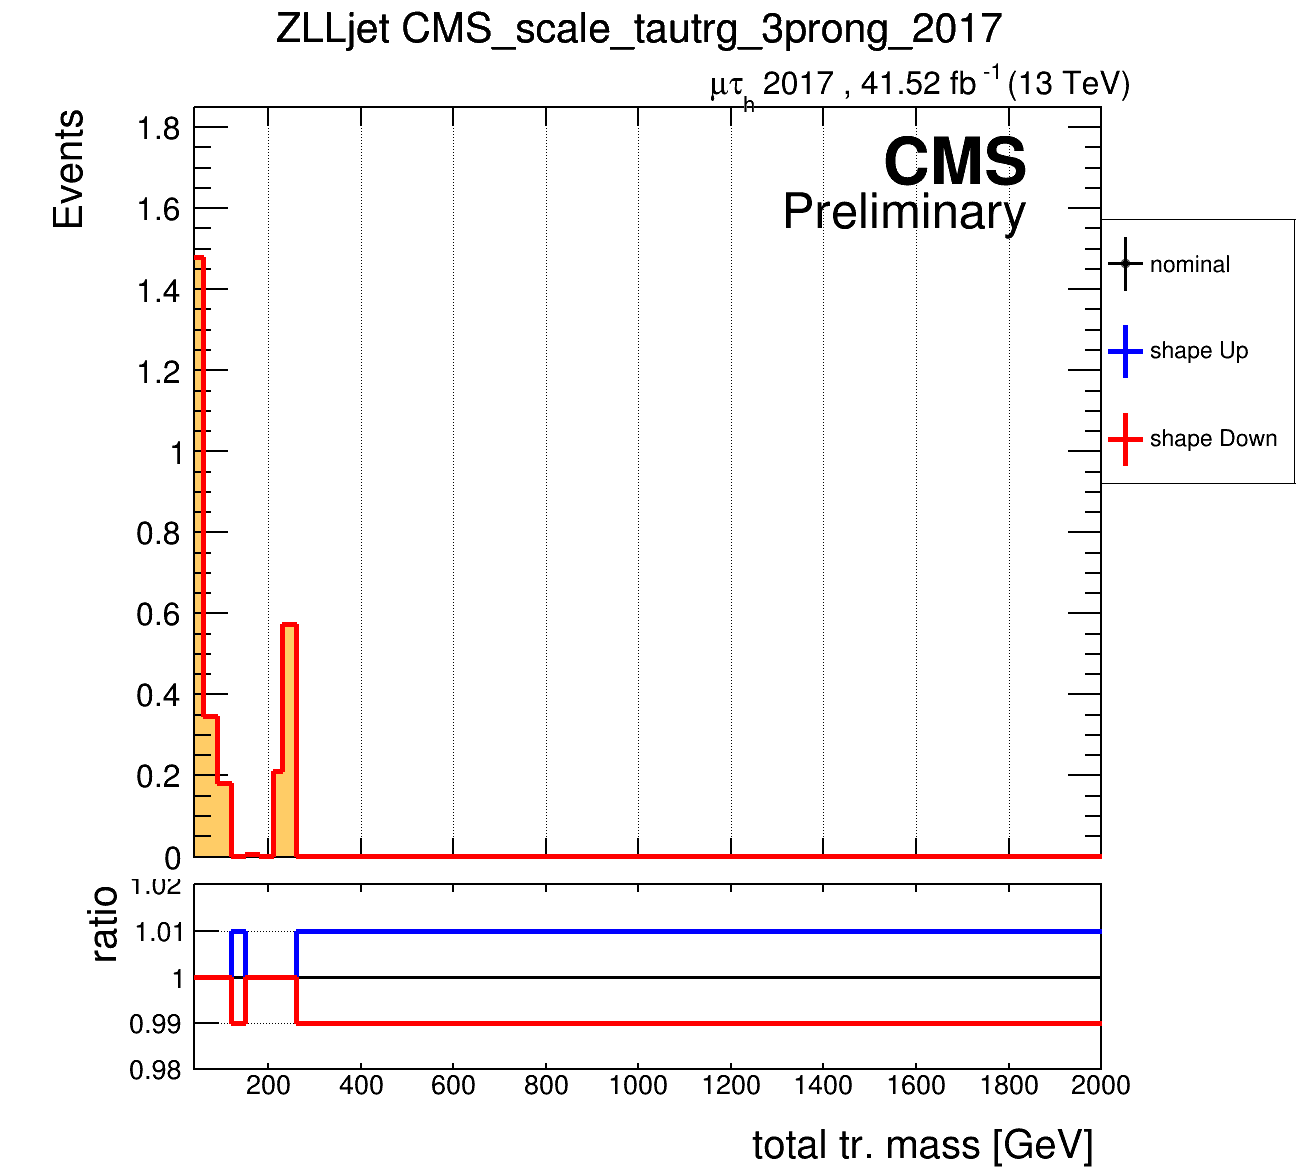 ZLLjet CMS_scale_tautrg_3prong_2017
μτh 2017 , 41.52 fb -1 (13 TeV)
Events
CMS
Preliminary
1.8
1.6
1.4
1.2
1
0.8
0.6
0.4
0.2
0
nominal
shape Up
shape Down
ratio
1.02
1.01
1
0.99
0.98
200 400 600 800 1000 1200 1400 1600 1800 2000
total tr. mass [GeV]